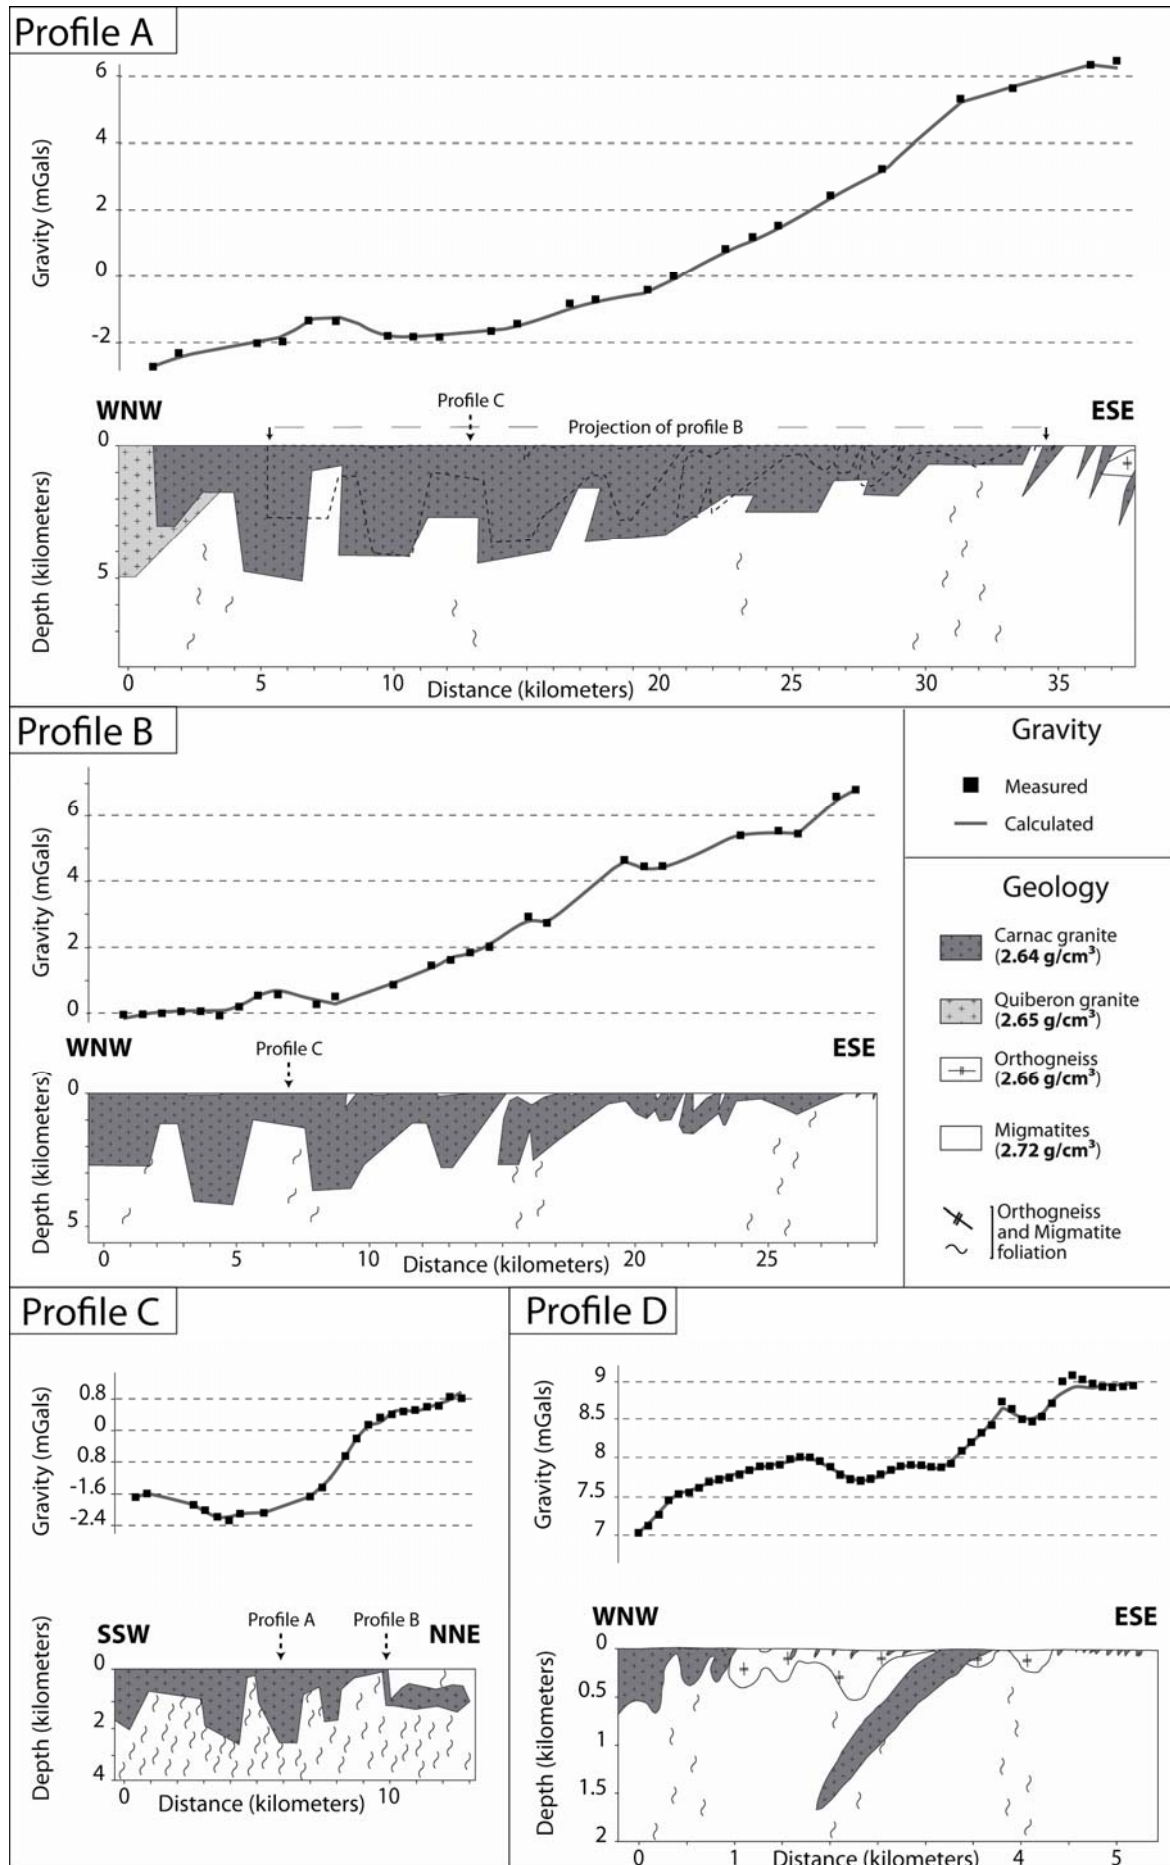 Profile A
6
4
2
0
-2
Gravity (mGals)
WNW
Profile C
Projection of profile B
ESE
0
5
Depth (kilometers)
0 5 10 Distance (kilometers) 20 25 30 35
Profile B
6
4
2
0
Gravity (mGals)
WNW
Profile C
ESE
0
5
Depth (kilometers)
0 5 10 Distance (kilometers) 20 25
Gravity
Measured
Calculated
Geology
Carnac granite
(2.64 g/cm³)
Quiberon granite
(2.65 g/cm³)
Orthogneiss
(2.66 g/cm³)
Migmatites
(2.72 g/cm³)
Orthogneiss
and Migmatite
foliation
Profile C
0.8
0
0.8
-1.6
-2.4
Gravity (mGals)
SSW
Profile A
Profile B
NNE
0
2
4
Depth (kilometers)
0 10
Distance (kilometers)
Profile D
9
8.5
8
7.5
7
Gravity (mGals)
WNW
ESE
0
0.5
1
1.5
2
Depth (kilometers)
0 1 Distance (kilometers) 4 5